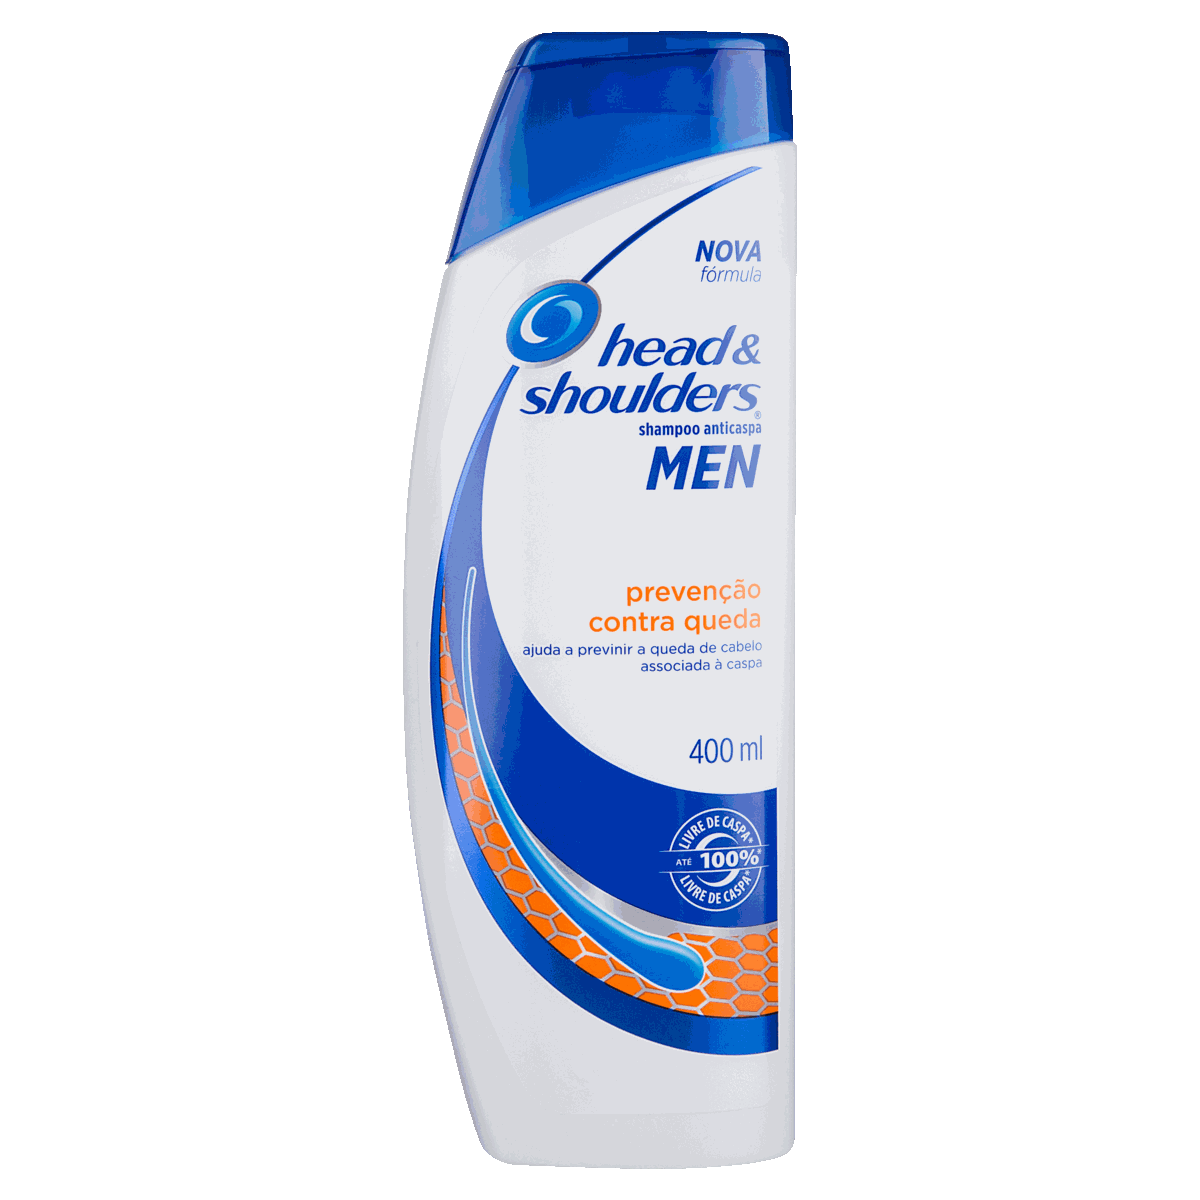 NOVA
fórmula
head &
shoulders®
shampoo anticaspa
MEN
prevenção
contra queda
ajuda a previnir a queda de cabelo
associada à caspa
400 ml
LIVRE DE CASPA*
ATÉ 100%*
LIVRE DE CASPA*